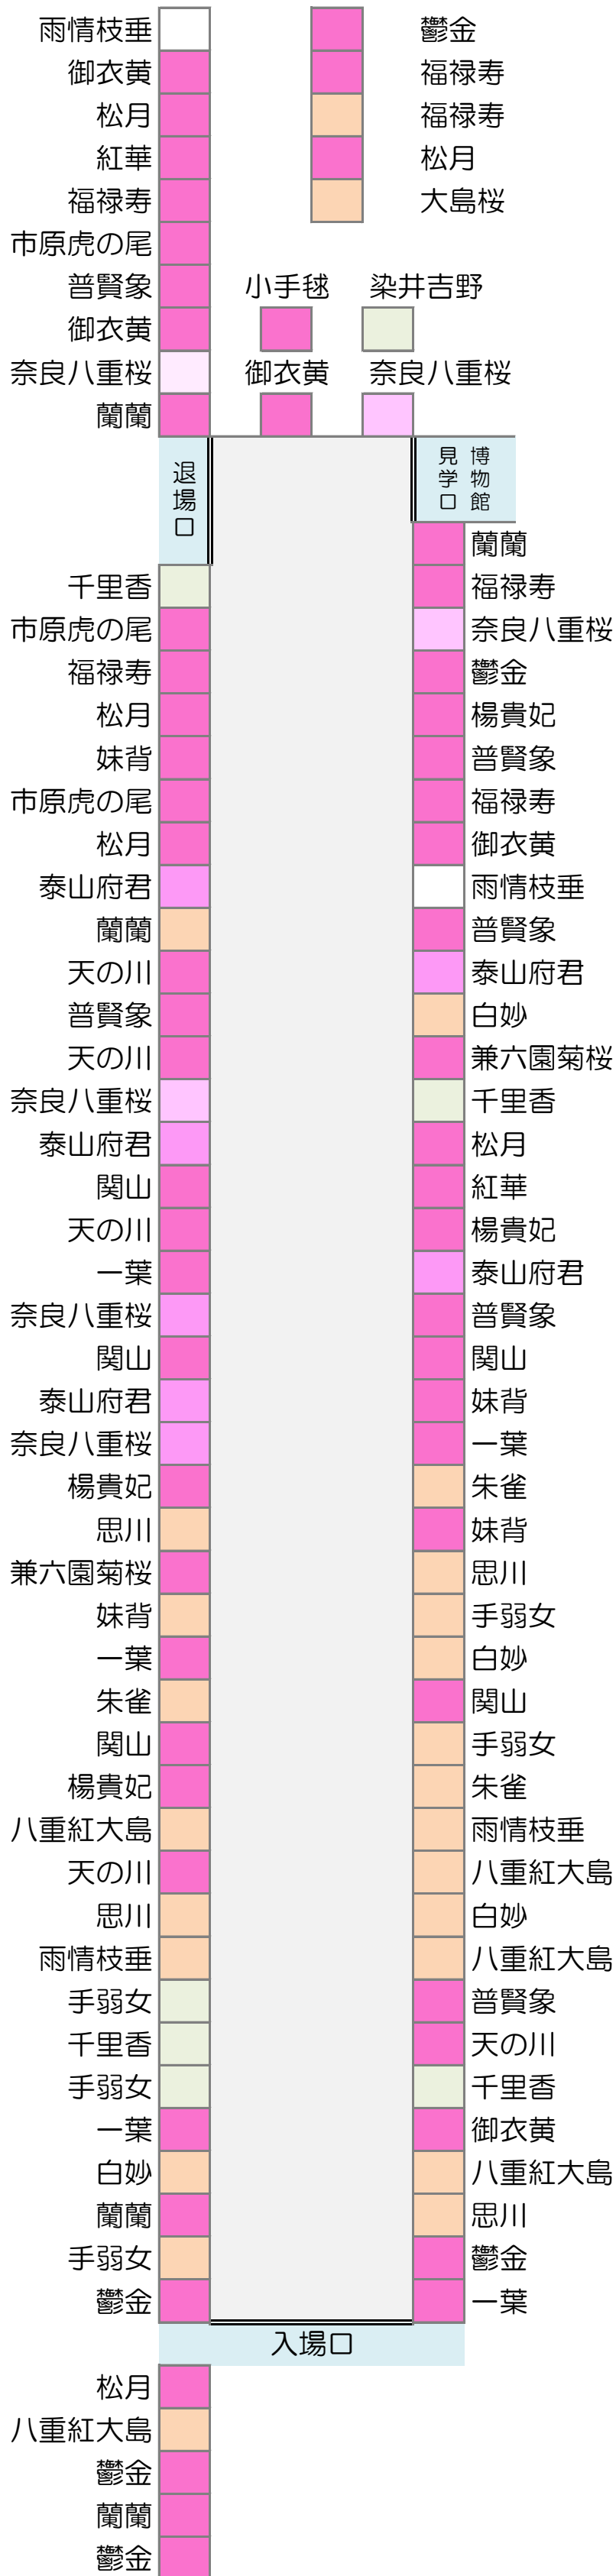 雨情枝垂
鬱金
御衣黄
福禄寿
松月
福禄寿
紅華
松月
福禄寿
大島桜
市原虎の尾
普賢象
小手毬
染井吉野
御衣黄
奈良八重桜
御衣黄
奈良八重桜
蘭蘭
退場口
博物館
見学口
蘭蘭
千里香
福禄寿
市原虎の尾
奈良八重桜
福禄寿
鬱金
松月
楊貴妃
妹背
普賢象
市原虎の尾
福禄寿
松月
御衣黄
泰山府君
雨情枝垂
蘭蘭
普賢象
天の川
泰山府君
普賢象
白妙
天の川
兼六園菊桜
奈良八重桜
千里香
泰山府君
松月
関山
紅華
天の川
楊貴妃
一葉
泰山府君
奈良八重桜
普賢象
関山
関山
泰山府君
妹背
奈良八重桜
一葉
楊貴妃
朱雀
思川
妹背
兼六園菊桜
思川
妹背
手弱女
一葉
白妙
朱雀
関山
関山
手弱女
楊貴妃
朱雀
八重紅大島
雨情枝垂
天の川
八重紅大島
思川
白妙
雨情枝垂
八重紅大島
手弱女
普賢象
千里香
天の川
手弱女
千里香
一葉
御衣黄
白妙
八重紅大島
蘭蘭
思川
手弱女
鬱金
鬱金
一葉
入場口
松月
八重紅大島
鬱金
蘭蘭
鬱金